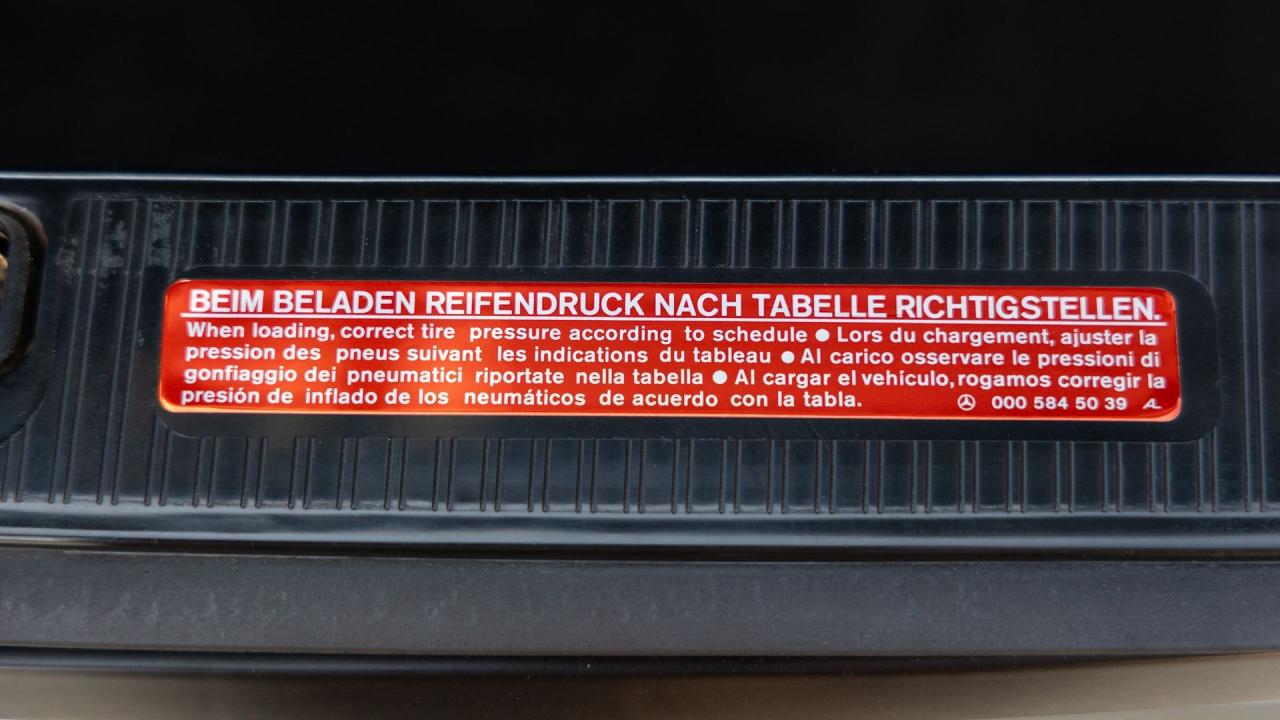 BEIM BELADEN REIFENDRUCK NACH TABELLE RICHTIGSTELLEN.
When loading, correct tire pressure according to schedule ● Lors du chargement, ajuster la
pression des pneus suivant les indications du tableau ● Al carico osservare le pressioni di
gonfiaggio dei pneumatici riportate nella tabella ● Al cargar el vehículo, rogamos corregir la
presión de inflado de los neumáticos de acuerdo con la tabla. 000 584 50 39 AL